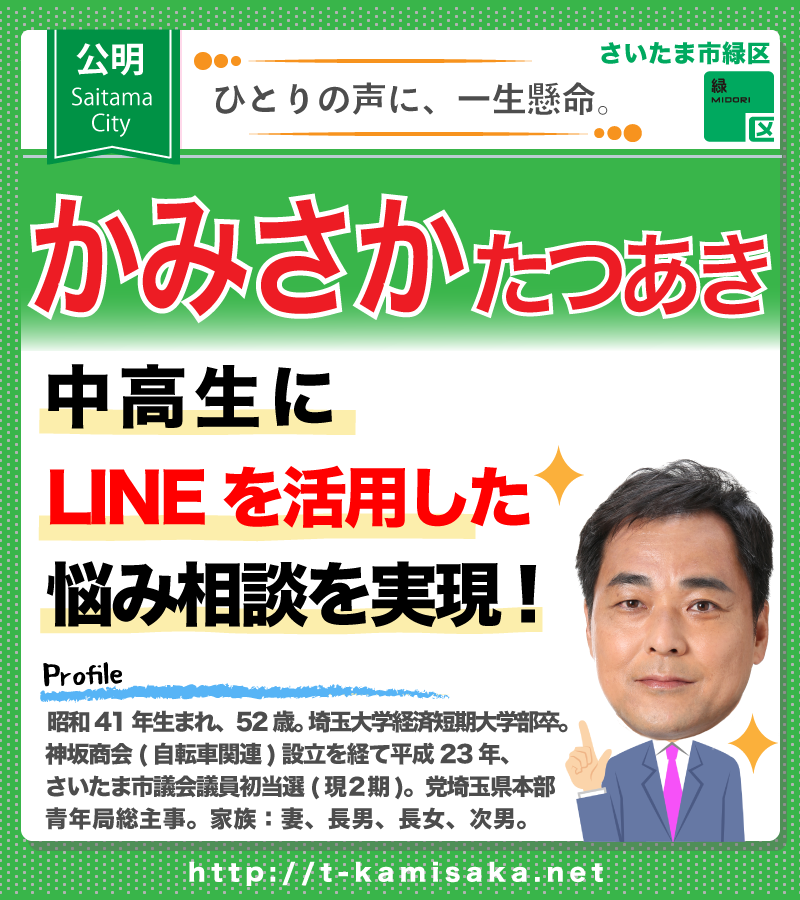 公明
Saitama
City
ひとりの声に、一生懸命。
さいたま市緑区
緑
MIDORI
区
かみさかたつあき
中高生に
LINEを活用した
悩み相談を実現！
Profile
昭和41年生まれ、52歳。埼玉大学経済短期大学部卒。
神坂商会(自転車関連)設立を経て平成23年、
さいたま市議会議員初当選(現2期)。党埼玉県本部
青年局総主事。家族：妻、長男、長女、次男。
http://t-kamisaka.net